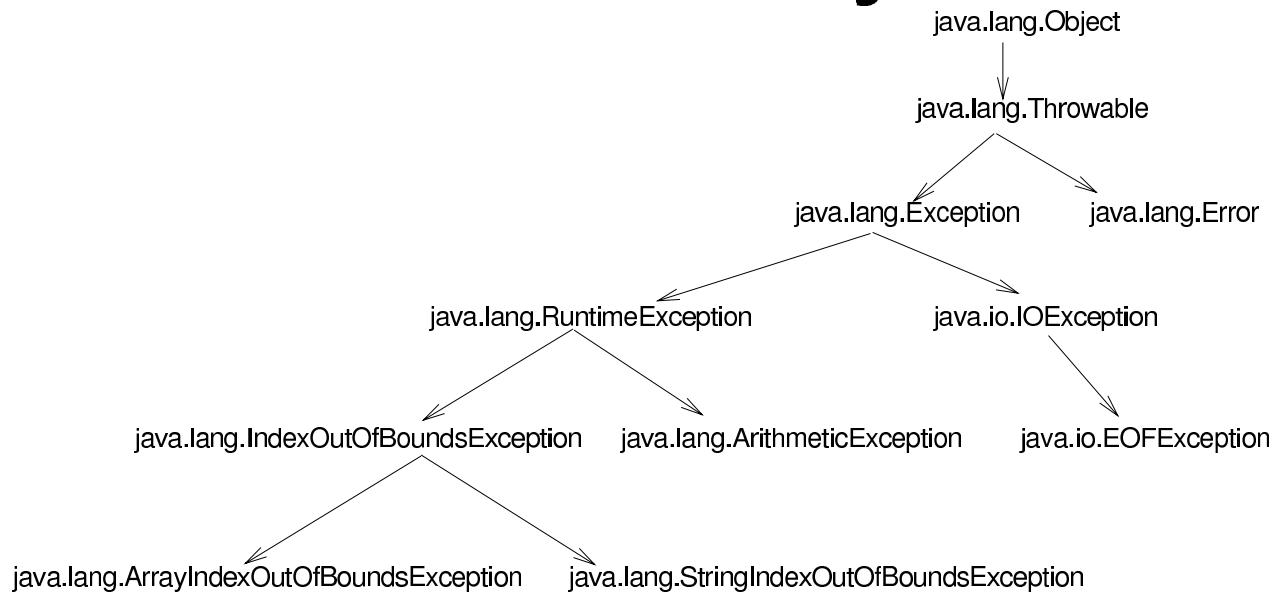 java.lang.Object
java.lang.Throwable
java.lang.Exception java.lang.Error
java.lang.RuntimeException java.io.IOException
java.lang.IndexOutOfBoundsException java.lang.ArithmeticException java.io.EOFException
java.lang.ArrayIndexOutOfBoundsException java.lang.StringIndexOutOfBoundsException